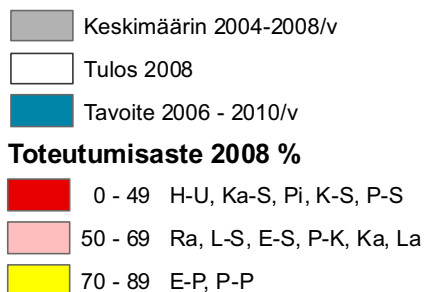 Keskimäärin 2004-2008/v
Tulos 2008
Tavoite 2006 - 2010/v
Toteutumisaste 2008 %
0 - 49 H-U, Ka-S, Pi, K-S, P-S
50 - 69 Ra, L-S, E-S, P-K, Ka, La
70 - 89 E-P, P-P